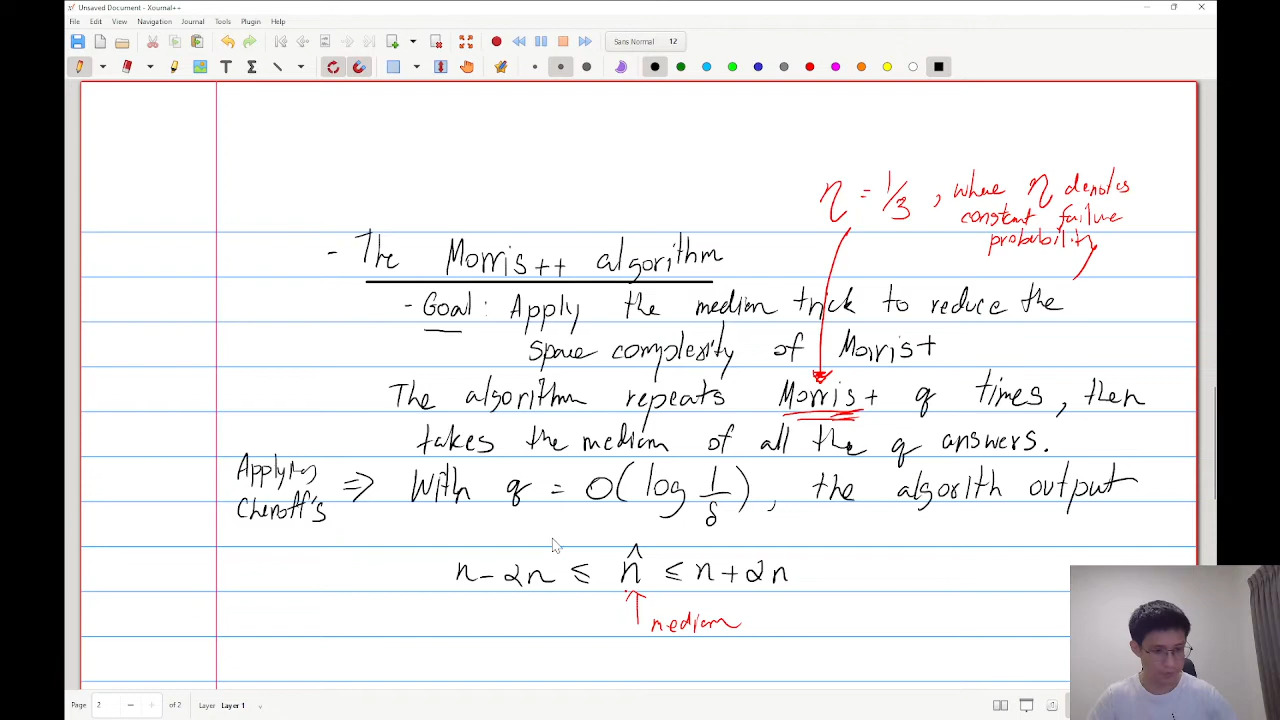 Unsaved Document - Xournal++
File Edit View Navigation Journal Tools Plugin Help
Sans Normal 12
η = 1/3, where η denotes
constant failure
probability
- The Morris++ algorithm
- Goal: Apply the median trick to reduce the
space complexity of Morris+
The algorithm repeats Morris+ q times, then
takes the median of all the q answers.
Applying
Cheroff's
⇒ With q = O(log 1/δ), the algorith output
n - αn ≤ n̂ ≤ n + αn
median
Page 2 of 2 Layer Layer 1